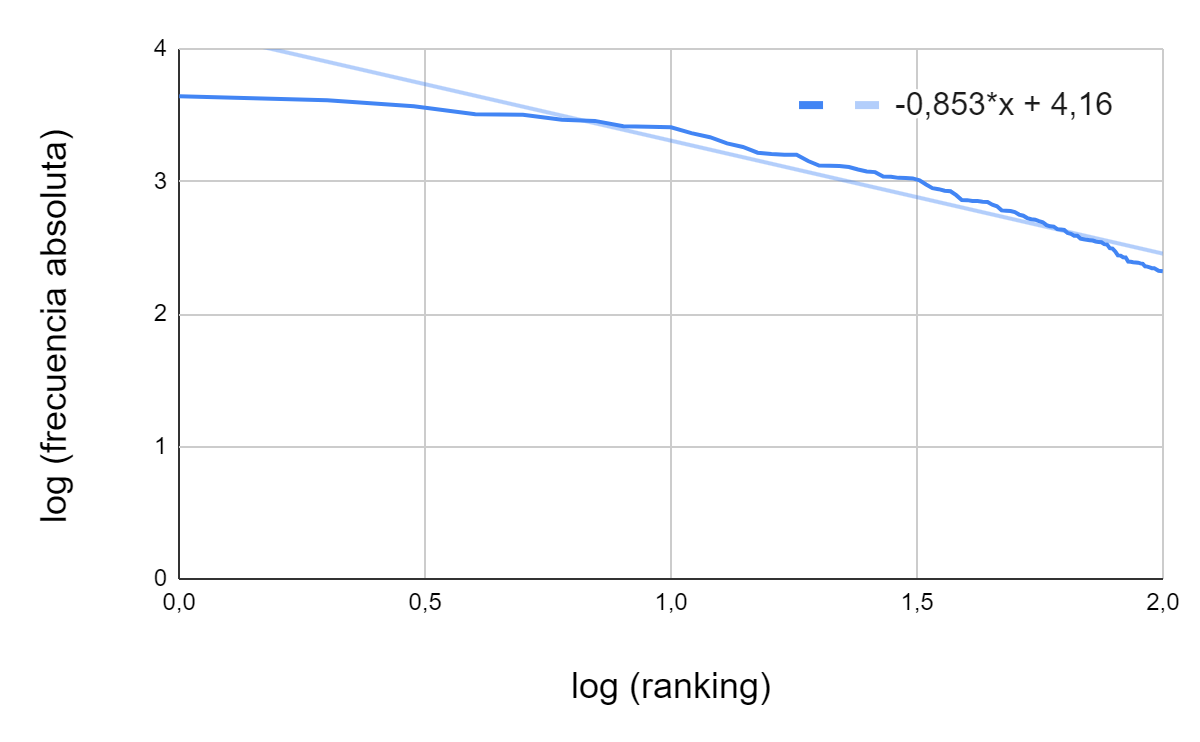 4
3
2
1
0
0,0 0,5 1,0 1,5 2,0
log (frecuencia absoluta)
log (ranking)
-0,853*x + 4,16